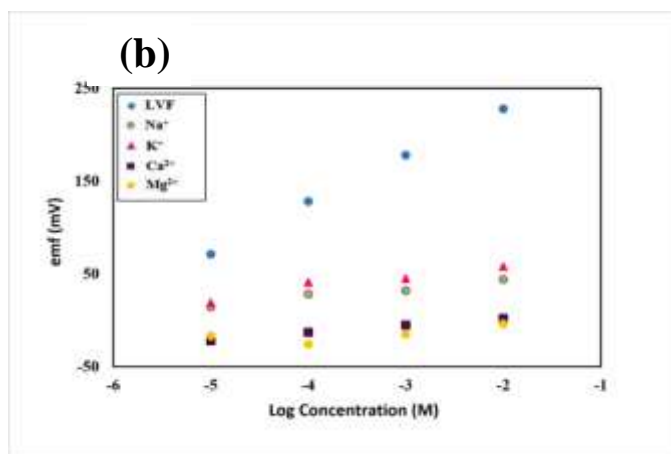 (b)
250
LVF
Na⁺
K⁺
Ca²⁺
Mg²⁺
150
50
-50
emf (mV)
-6 -5 -4 -3 -2 -1
Log Concentration (M)